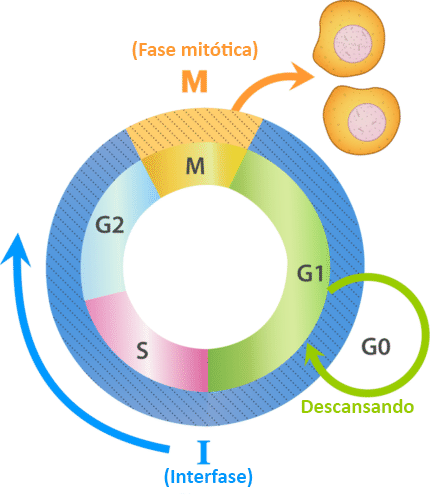 (Fase mitótica)
M
M
G2
G1
S
G0
Descansando
I
(Interfase)